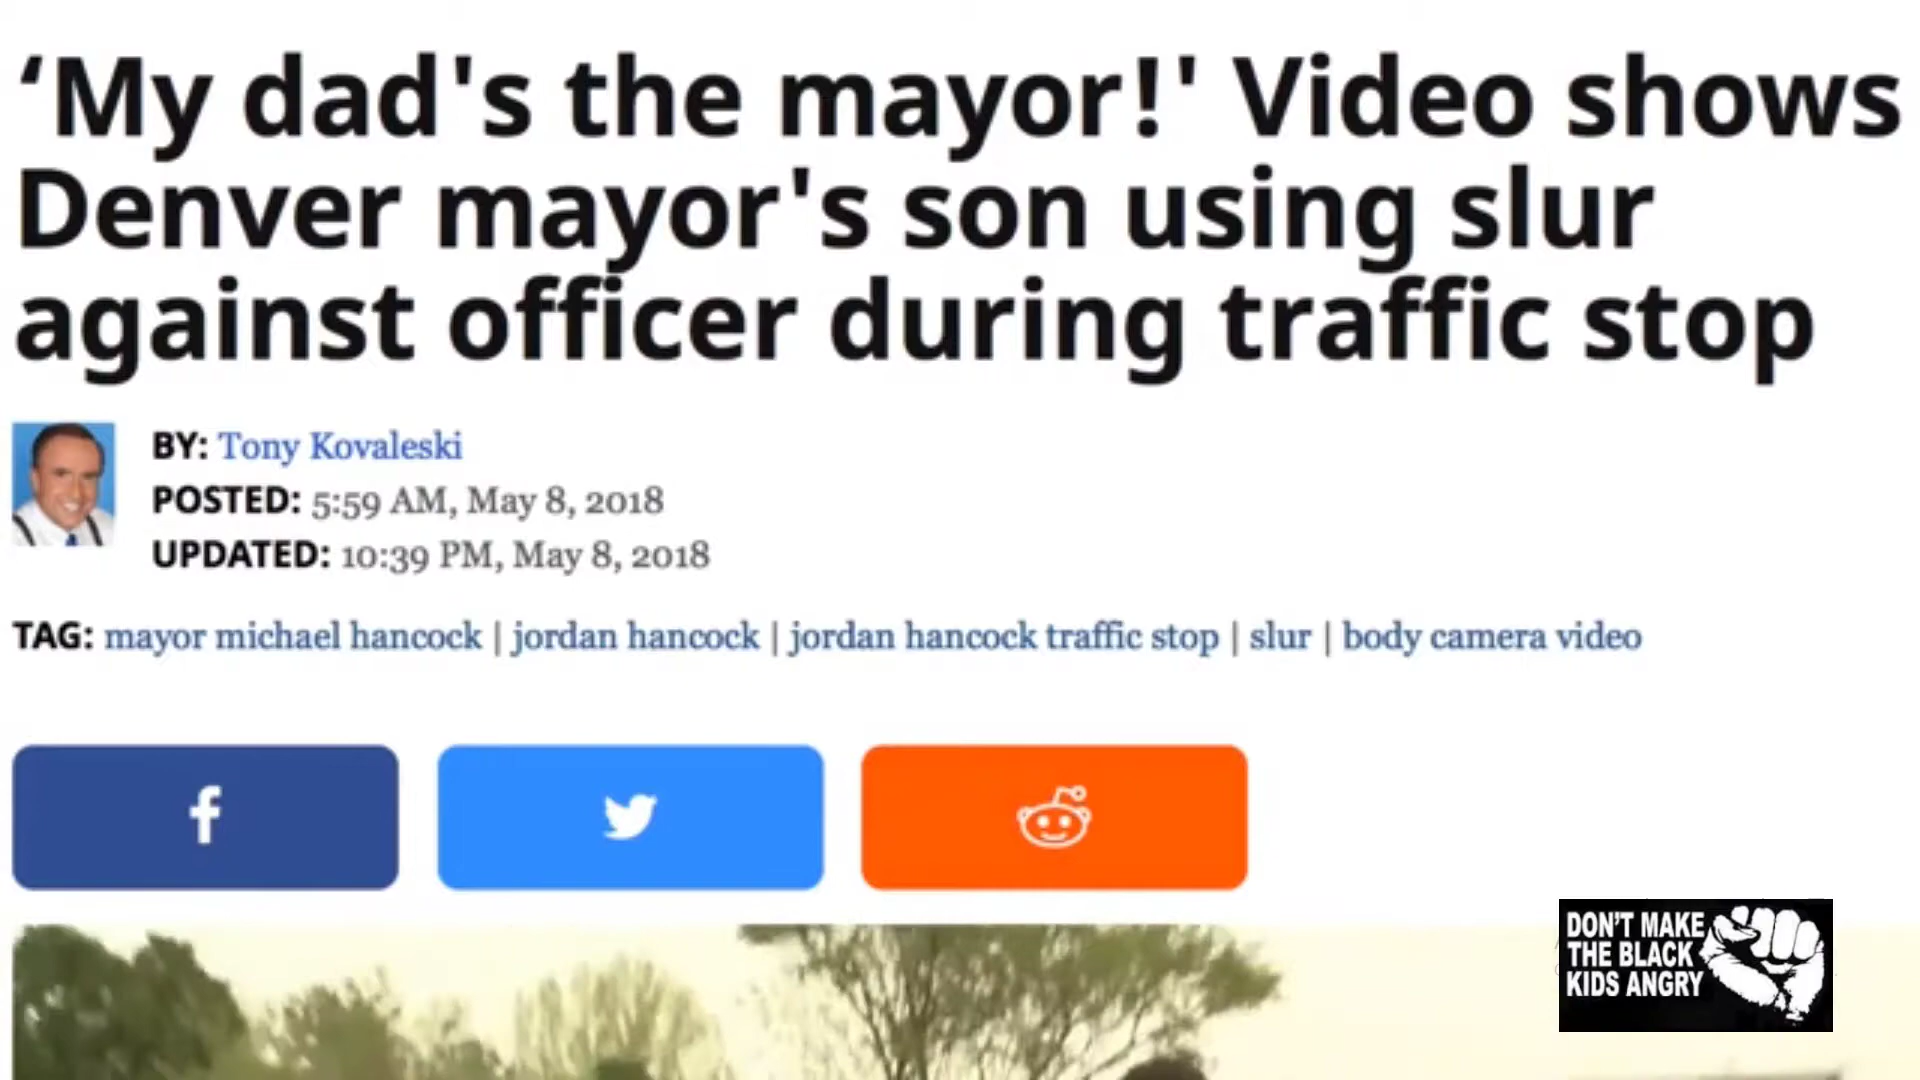 ‘My dad's the mayor!' Video shows
Denver mayor's son using slur
against officer during traffic stop
BY: Tony Kovaleski
POSTED: 5:59 AM, May 8, 2018
UPDATED: 10:39 PM, May 8, 2018
TAG: mayor michael hancock | jordan hancock | jordan hancock traffic stop | slur | body camera video
f
DON'T MAKE
THE BLACK
KIDS ANGRY